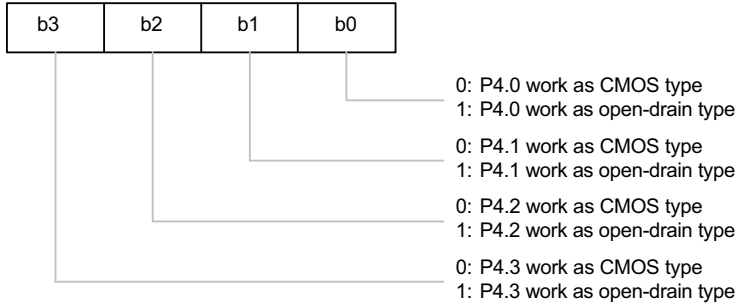 b3 b2 b1 b0
0: P4.0 work as CMOS type
1: P4.0 work as open-drain type
0: P4.1 work as CMOS type
1: P4.1 work as open-drain type
0: P4.2 work as CMOS type
1: P4.2 work as open-drain type
0: P4.3 work as CMOS type
1: P4.3 work as open-drain type